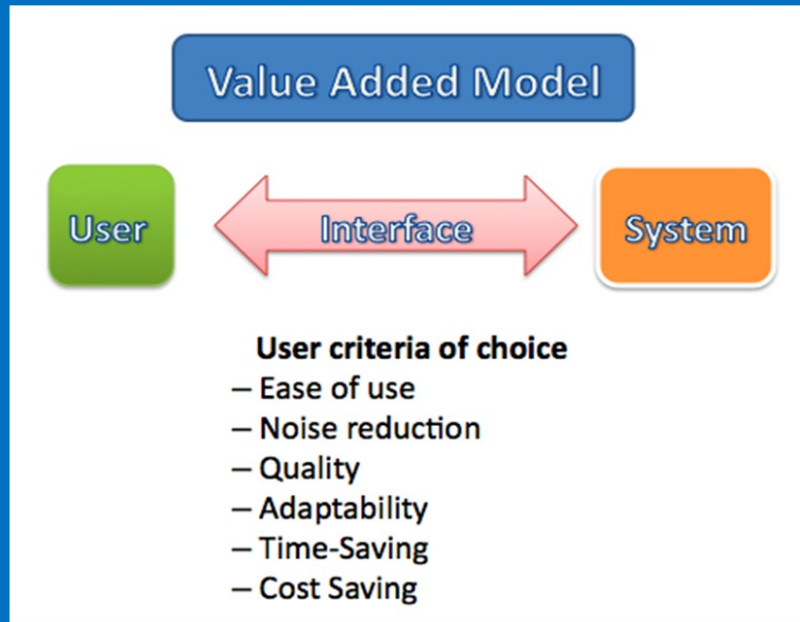 Value Added Model
User
Interface
System
User criteria of choice
– Ease of use
– Noise reduction
– Quality
– Adaptability
– Time-Saving
– Cost Saving